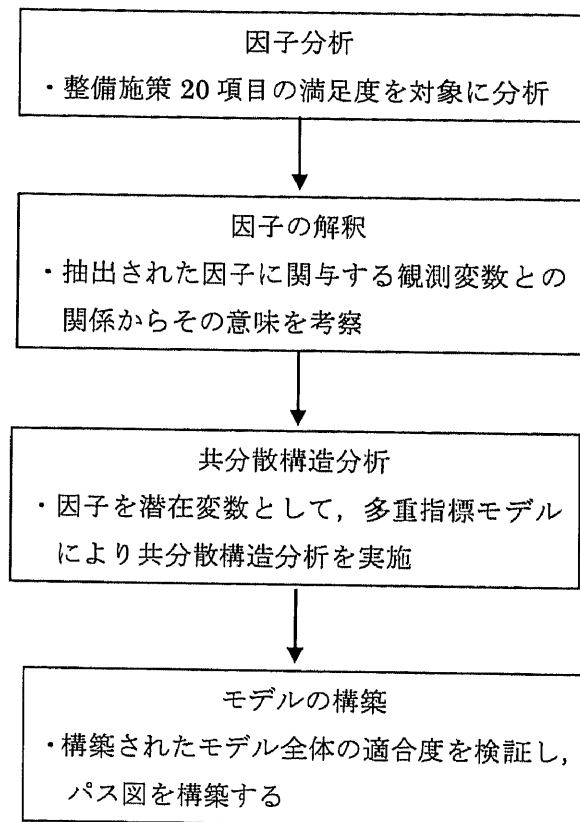 因子分析
・整備施策 20 項目の満足度を対象に分析
因子の解釈
・抽出された因子に関与する観測変数との
関係からその意味を考察
共分散構造分析
・因子を潜在変数として，多重指標モデル
により共分散構造分析を実施
モデルの構築
・構築されたモデル全体の適合度を検証し，
パス図を構築する